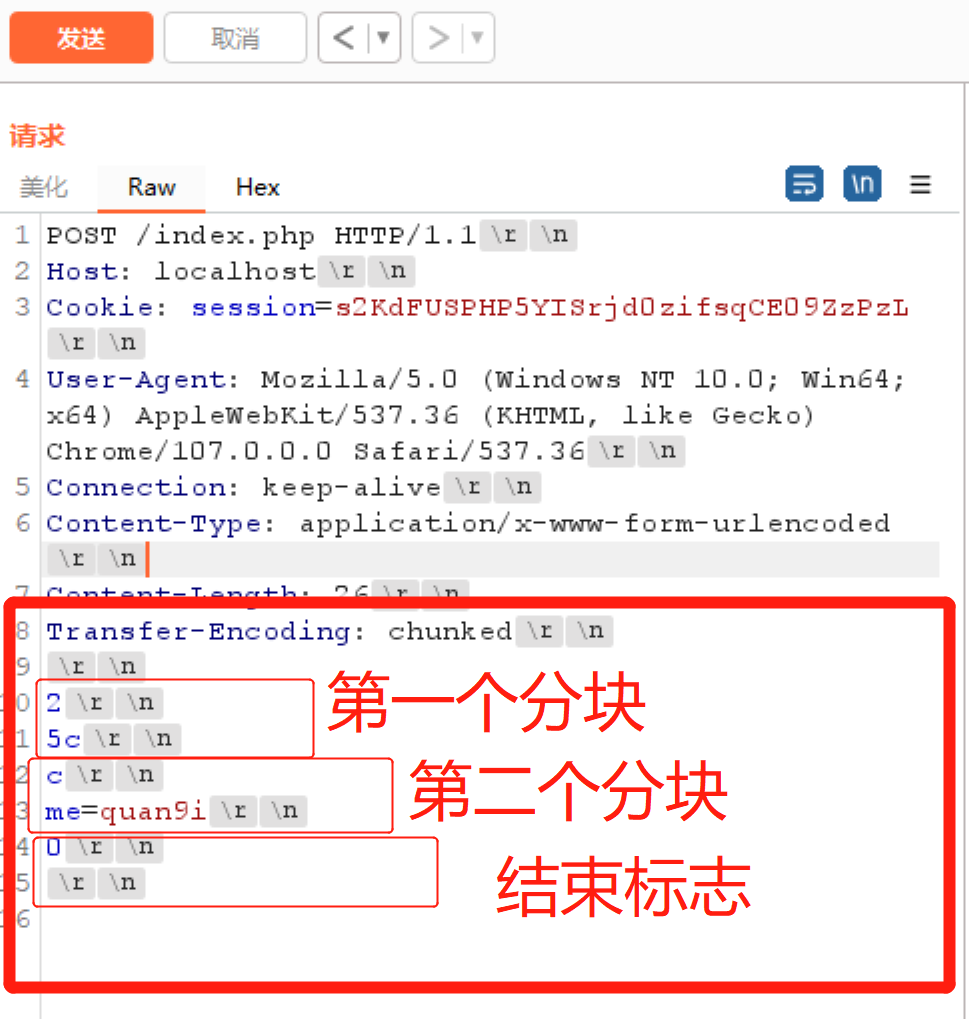 发送
取消
<
>
请求
美化
Raw
Hex
\n
1 POST /index.php HTTP/1.1 \r \n
2 Host: localhost \r \n
3 Cookie: session=s2KdFUSPHP5YISrjd0zifsqCE09ZzPzL
\r \n
4 User-Agent: Mozilla/5.0 (Windows NT 10.0; Win64;
x64) AppleWebKit/537.36 (KHTML, like Gecko)
Chrome/107.0.0.0 Safari/537.36 \r \n
5 Connection: keep-alive \r \n
6 Content-Type: application/x-www-form-urlencoded
\r \n
7 Content-Length: 26 \r \n
8 Transfer-Encoding: chunked \r \n
9 \r \n
10 2 \r \n
11 5c \r \n
第一个分块
12 c \r \n
13 me=quan9i \r \n
第二个分块
14 0 \r \n
15 \r \n
结束标志
16